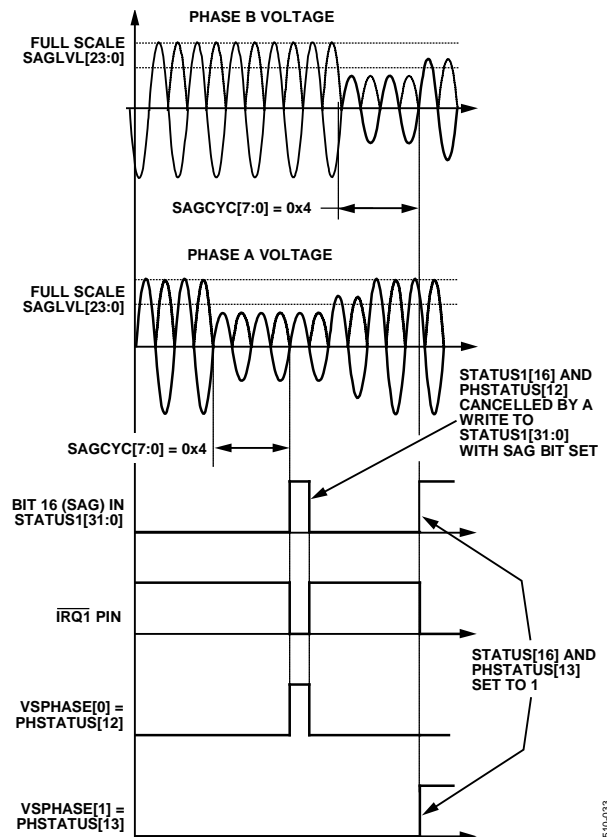 PHASE B VOLTAGE
FULL SCALE
SAGLVL[23:0]
SAGCYC[7:0] = 0x4
PHASE A VOLTAGE
FULL SCALE
SAGLVL[23:0]
STATUS1[16] AND
PHSTATUS[12]
CANCELLED BY A
WRITE TO
STATUS1[31:0]
WITH SAG BIT SET
SAGCYC[7:0] = 0x4
BIT 16 (SAG) IN
STATUS1[31:0]
IRQ1 PIN
STATUS[16] AND
PHSTATUS[13]
SET TO 1
VSPHASE[0] =
PHSTATUS[12]
VSPHASE[1] =
PHSTATUS[13]